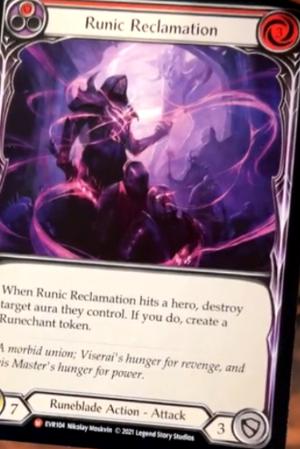 Runic Reclamation
3
When Runic Reclamation hits a hero, destroy
target aura they control. If you do, create a
Runechant token.
A morbid union; Viserai's hunger for revenge, and
his Master's hunger for power.
7
Runeblade Action - Attack
3
M EVR104 Nikolay Moskvin © 2021 Legend Story Studios